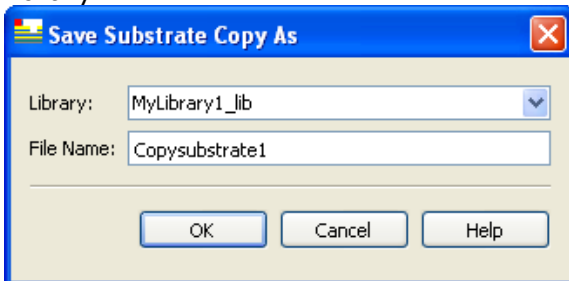 Save Substrate Copy As
Library: MyLibrary1_lib
File Name: Copysubstrate1
OK Cancel Help